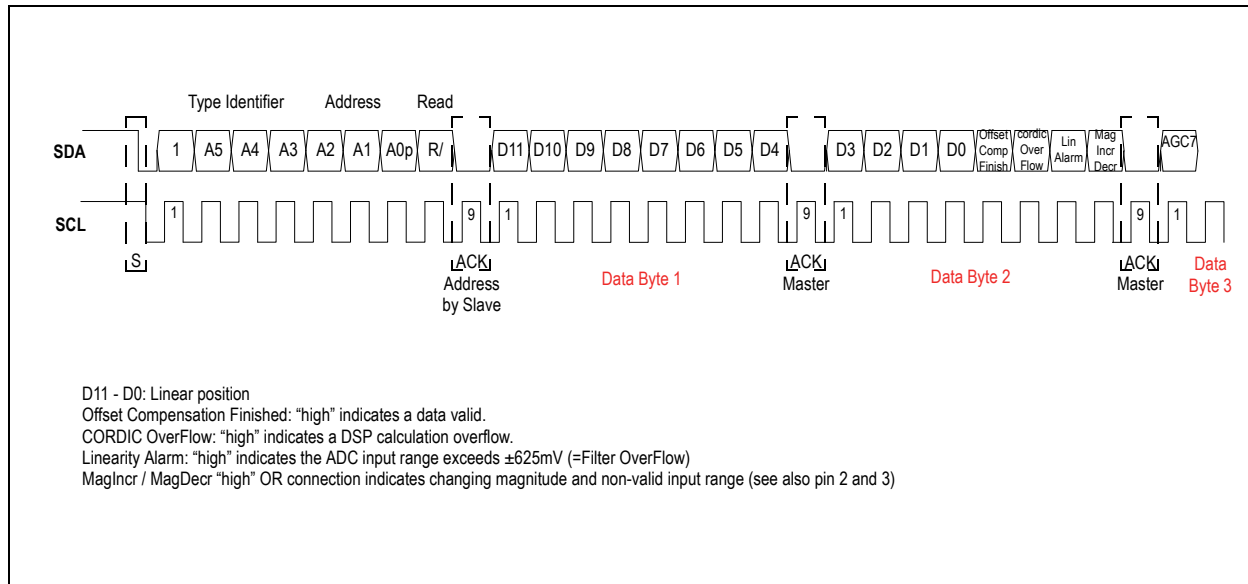 Type Identifier Address Read
SDA 1 A5 A4 A3 A2 A1 A0p R/ D11 D10 D9 D8 D7 D6 D5 D4 D3 D2 D1 D0 Offset Comp Finish cordic Over Flow Lin Alarm Mag Incr Decr AGC7
SCL 1 9 1 9 1 9 1
S ACK Address by Slave Data Byte 1 ACK Master Data Byte 2 ACK Master Data Byte 3
D11 - D0: Linear position
Offset Compensation Finished: “high” indicates a data valid.
CORDIC OverFlow: “high” indicates a DSP calculation overflow.
Linearity Alarm: “high” indicates the ADC input range exceeds ±625mV (=Filter OverFlow)
MagIncr / MagDecr “high” OR connection indicates changing magnitude and non-valid input range (see also pin 2 and 3)